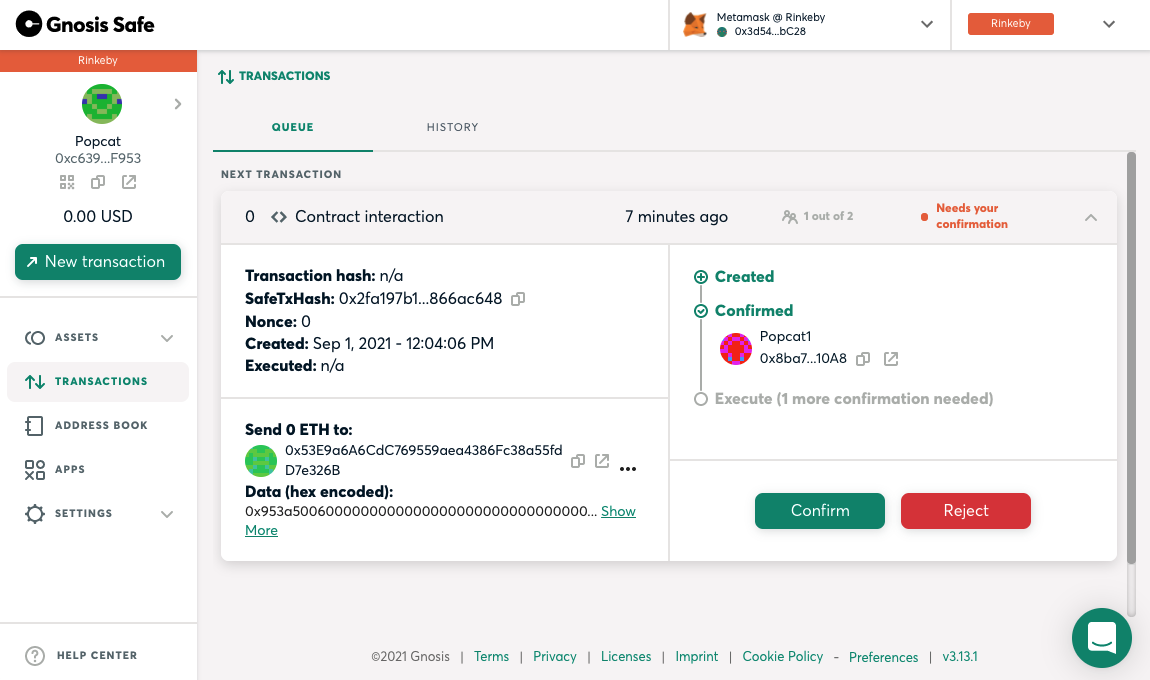 Gnosis Safe
Metamask @ Rinkeby
0x3d54...bC28
Rinkeby
Rinkeby
Popcat
0xc639...F953
0.00 USD
New transaction
ASSETS
TRANSACTIONS
ADDRESS BOOK
APPS
SETTINGS
HELP CENTER
TRANSACTIONS
QUEUE
HISTORY
NEXT TRANSACTION
0 <> Contract interaction 7 minutes ago 1 out of 2 Needs your
confirmation
Transaction hash: n/a
SafeTxHash: 0x2fa197b1...866ac648
Nonce: 0
Created: Sep 1, 2021 - 12:04:06 PM
Executed: n/a
Send 0 ETH to:
0x53E9a6A6CdC769559aea4386Fc38a55fd
D7e326B
Data (hex encoded):
0x953a5006000000000000000000000000000000... Show
More
Created
Confirmed
Popcat1
0x8ba7...10A8
Execute (1 more confirmation needed)
Confirm
Reject
©2021 Gnosis | Terms | Privacy | Licenses | Imprint | Cookie Policy - Preferences | v3.13.1